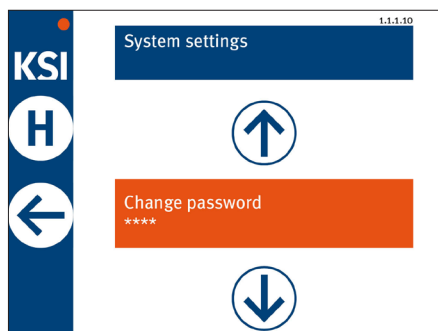 1.1.1.10
System settings
KSI
H
Change password
****